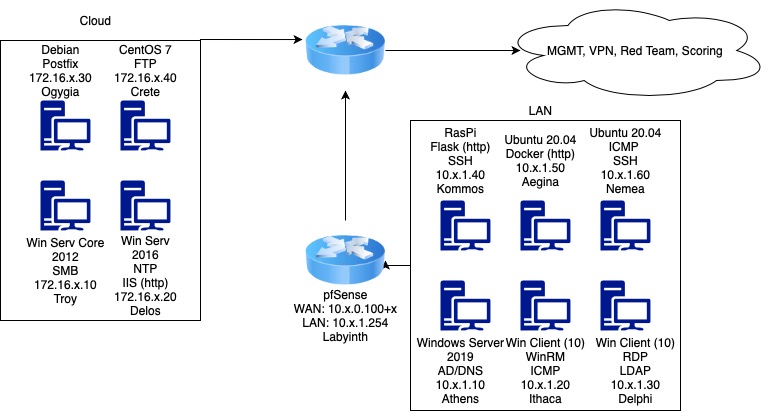 Cloud
Debian
Postfix
172.16.x.30
Ogygia
CentOS 7
FTP
172.16.x.40
Crete
Win Serv Core
2012
SMB
172.16.x.10
Troy
Win Serv
2016
NTP
IIS (http)
172.16.x.20
Delos
MGMT, VPN, Red Team, Scoring
pfSense
WAN: 10.x.0.100+x
LAN: 10.x.1.254
Labyinth
LAN
RasPi
Flask (http)
SSH
10.x.1.40
Kommos
Ubuntu 20.04
Docker (http)
10.x.1.50
Aegina
Ubuntu 20.04
ICMP
SSH
10.x.1.60
Nemea
Windows Server
2019
AD/DNS
10.x.1.10
Athens
Win Client (10)
WinRM
ICMP
10.x.1.20
Ithaca
Win Client (10)
RDP
LDAP
10.x.1.30
Delphi